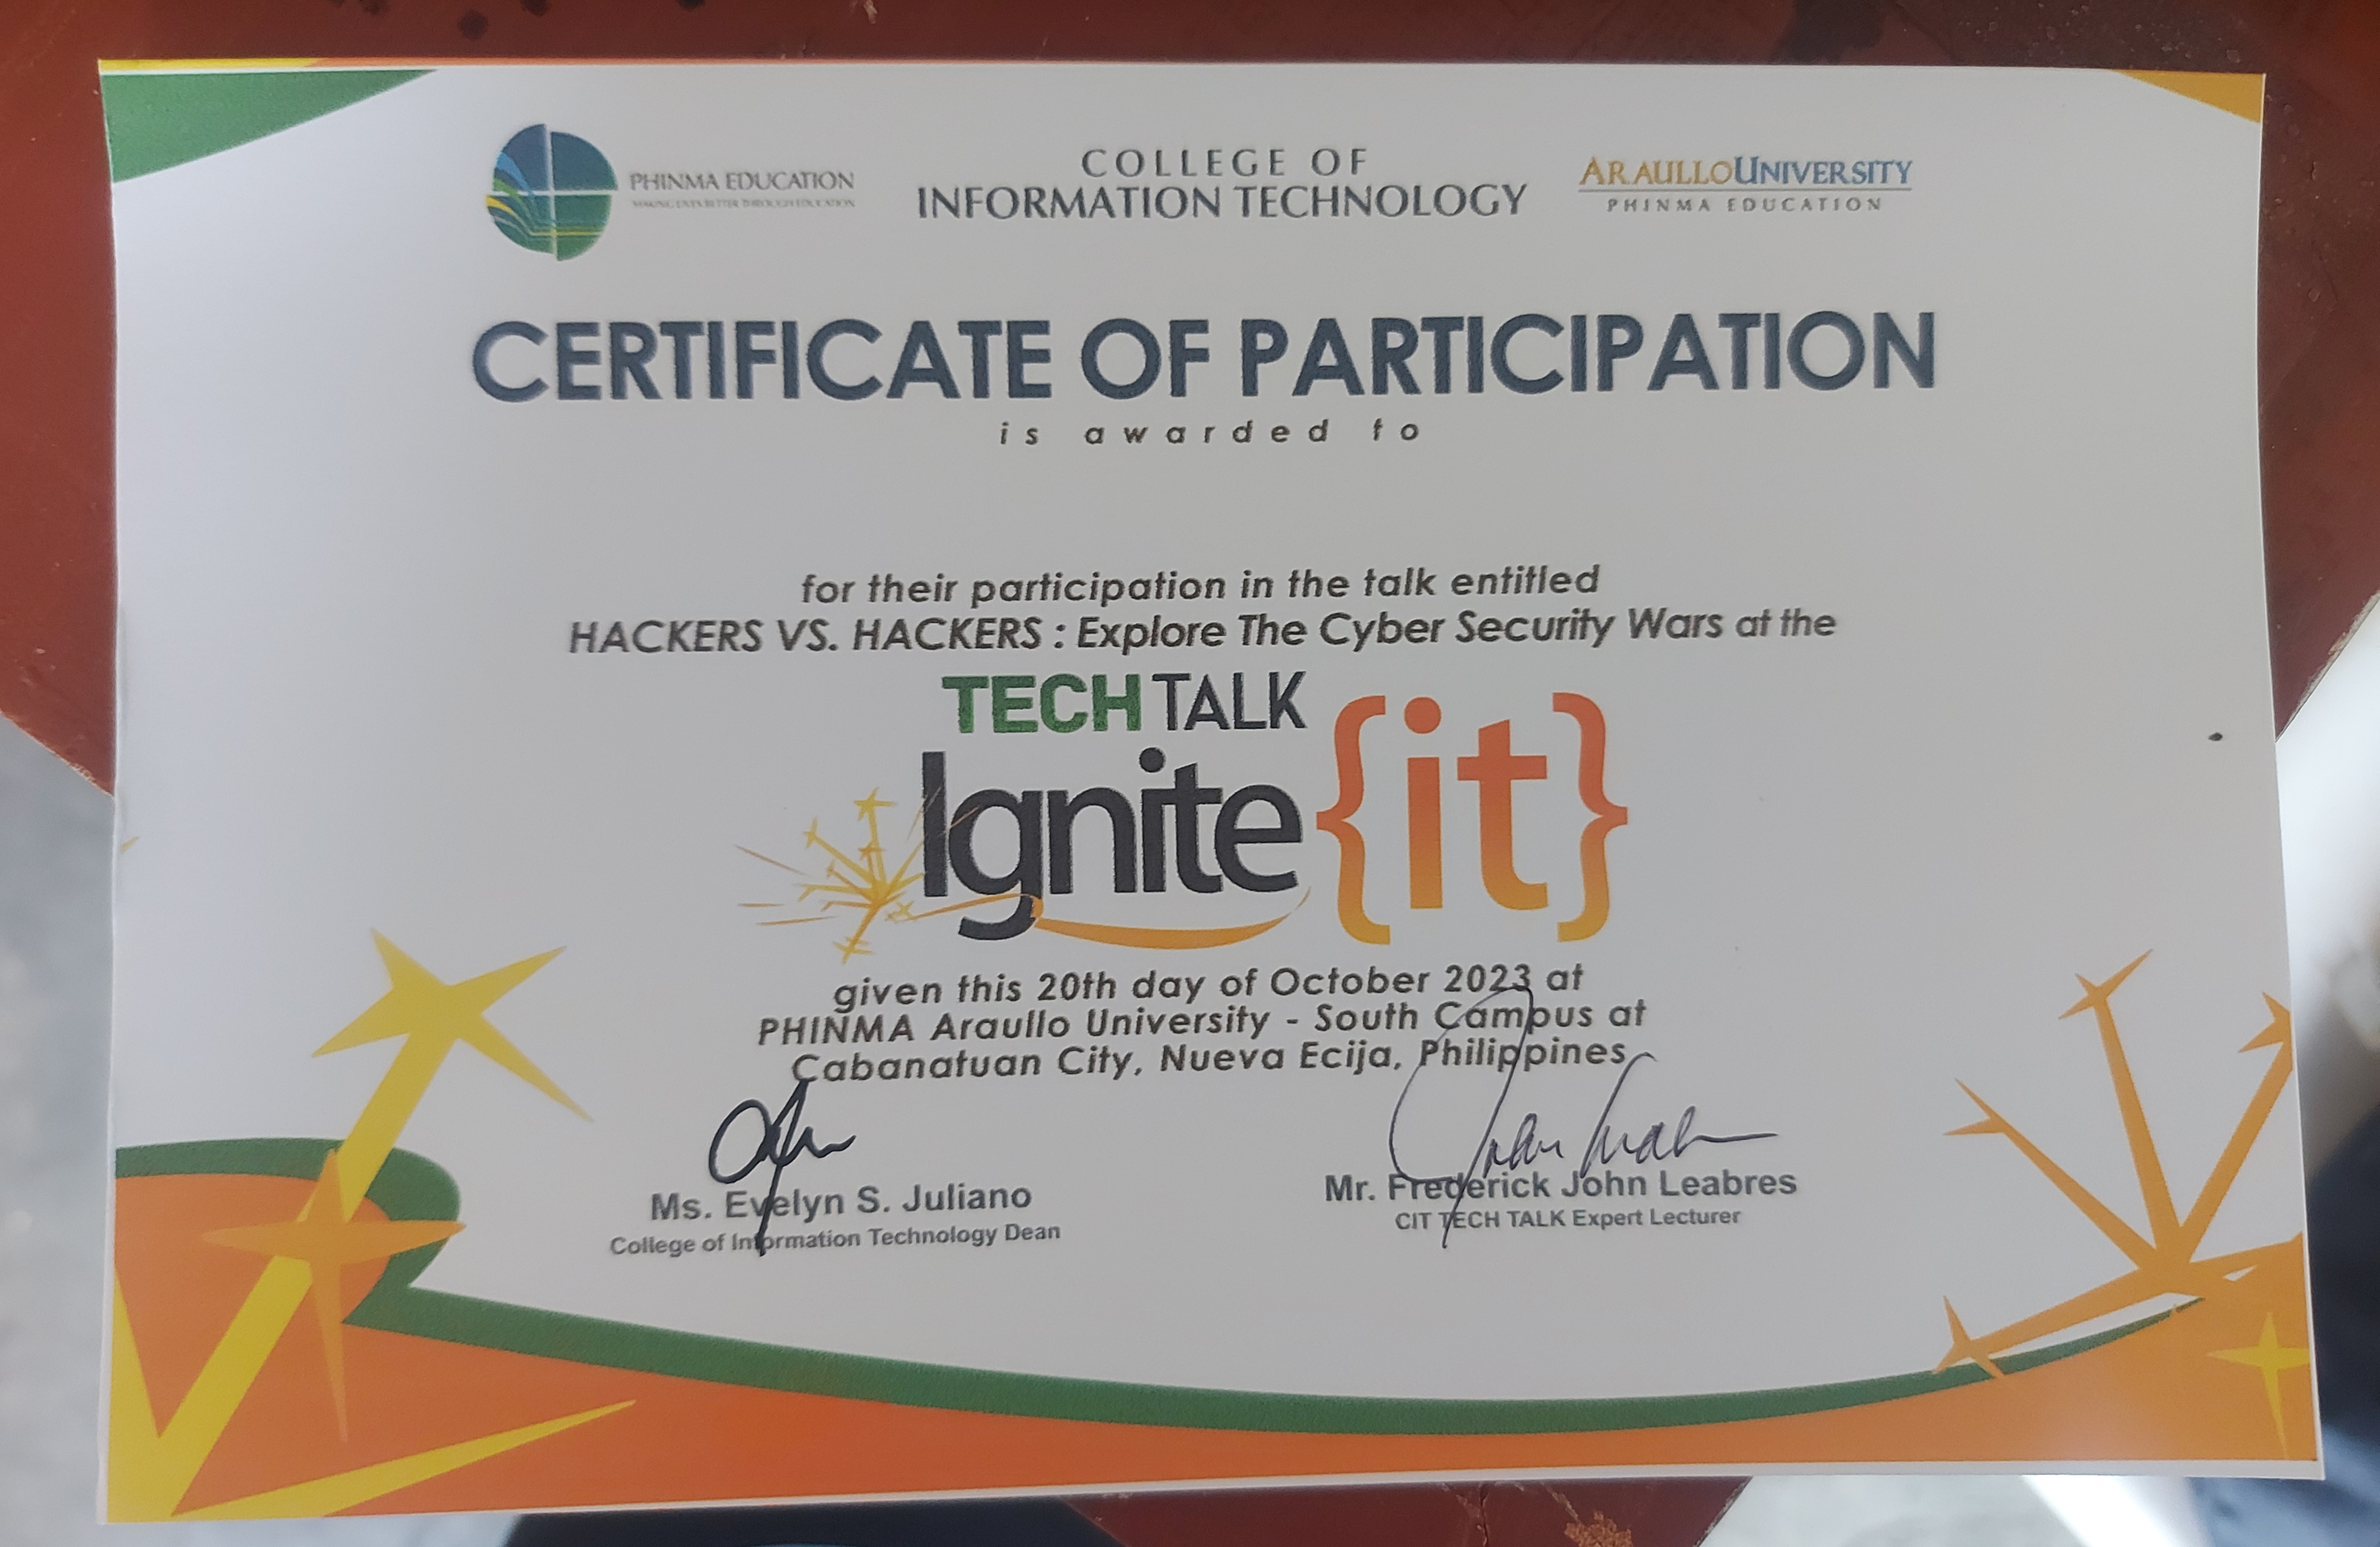 PHINMA EDUCATION
MAKING LIVES BETTER THROUGH EDUCATION
COLLEGE OF
INFORMATION TECHNOLOGY
ARAULLOUNIVERSITY
PHINMA EDUCATION
CERTIFICATE OF PARTICIPATION
is awarded to
for their participation in the talk entitled
HACKERS VS. HACKERS : Explore The Cyber Security Wars at the
TECH TALK
Ignite {it}
given this 20th day of October 2023 at
PHINMA Araullo University - South Campus at
Cabanatuan City, Nueva Ecija, Philippines
Ms. Evelyn S. Juliano
College of Information Technology Dean
Mr. Frederick John Leabres
CIT TECH TALK Expert Lecturer